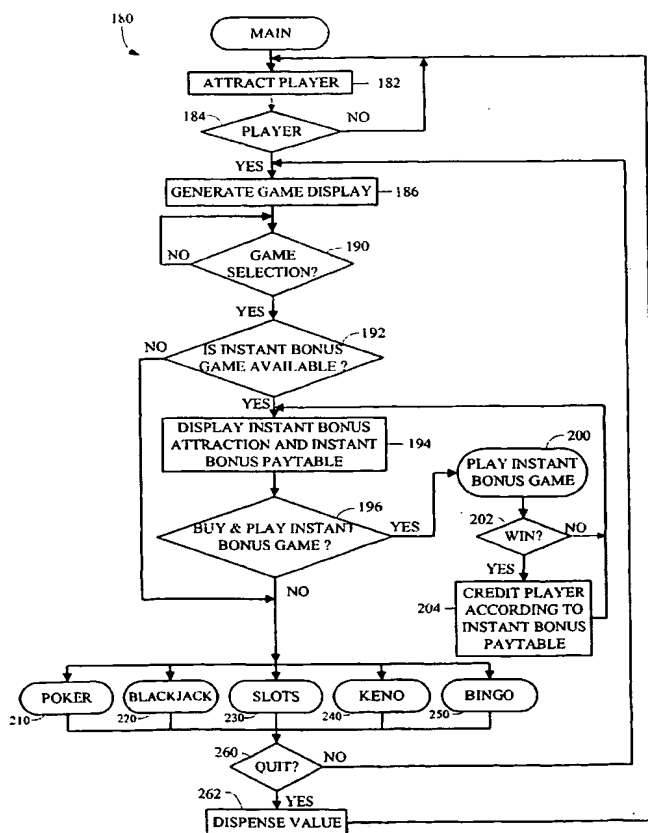 180
MAIN
ATTRACT PLAYER
182
184
PLAYER
NO
YES
GENERATE GAME DISPLAY
186
190
NO
GAME
SELECTION?
YES
192
NO
IS INSTANT BONUS
GAME AVAILABLE ?
YES
DISPLAY INSTANT BONUS
ATTRACTION AND INSTANT
BONUS PAYTABLE
194
200
PLAY INSTANT
BONUS GAME
196
BUY & PLAY INSTANT
BONUS GAME ?
YES
202
WIN?
NO
YES
NO
204
CREDIT PLAYER
ACCORDING TO
INSTANT BONUS
PAYTABLE
POKER
BLACKJACK
SLOTS
KENO
BINGO
210
220
230
240
250
260
QUIT?
NO
262
YES
DISPENSE VALUE